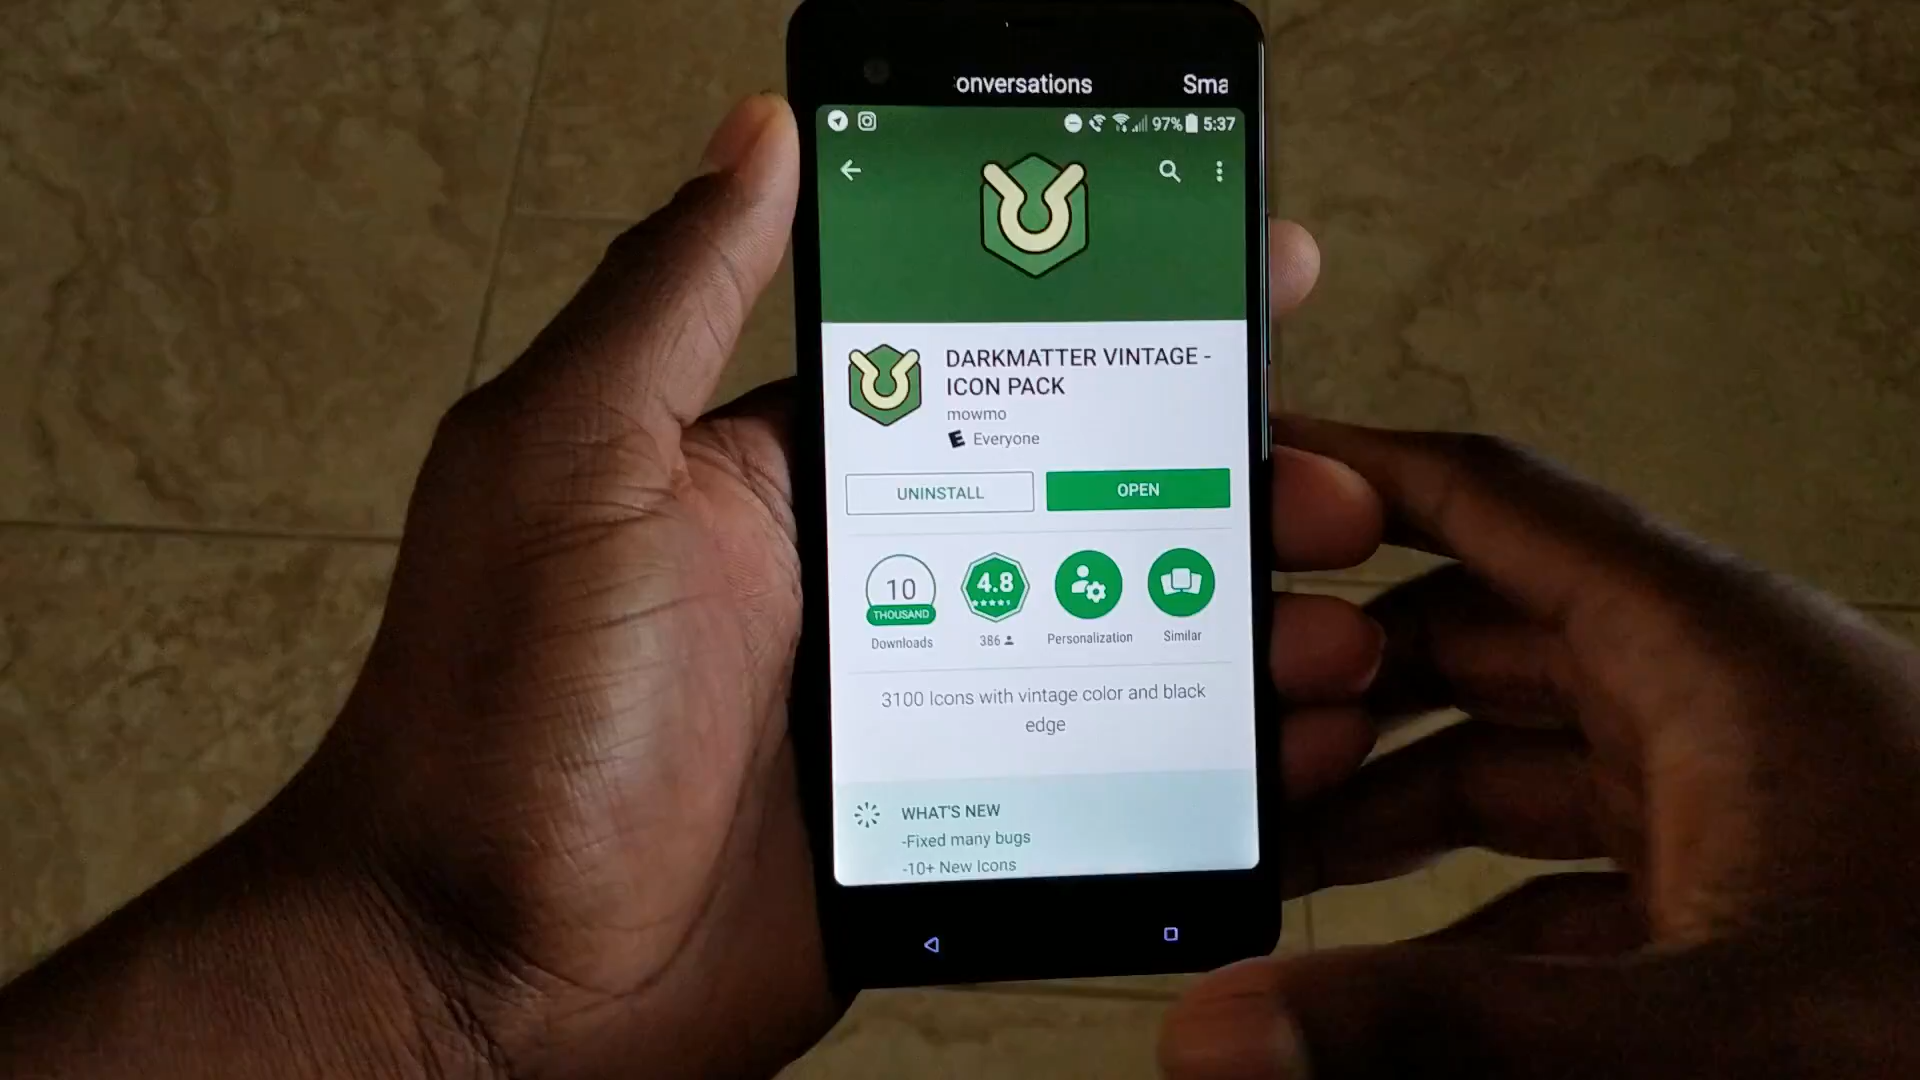 onversations Sma
97% 5:37
DARKMATTER VINTAGE -
ICON PACK
mowmo
E Everyone
UNINSTALL OPEN
10
THOUSAND
4.8
Downloads 386 Personalization Similar
3100 Icons with vintage color and black
edge
WHAT'S NEW
-Fixed many bugs
-10+ New Icons